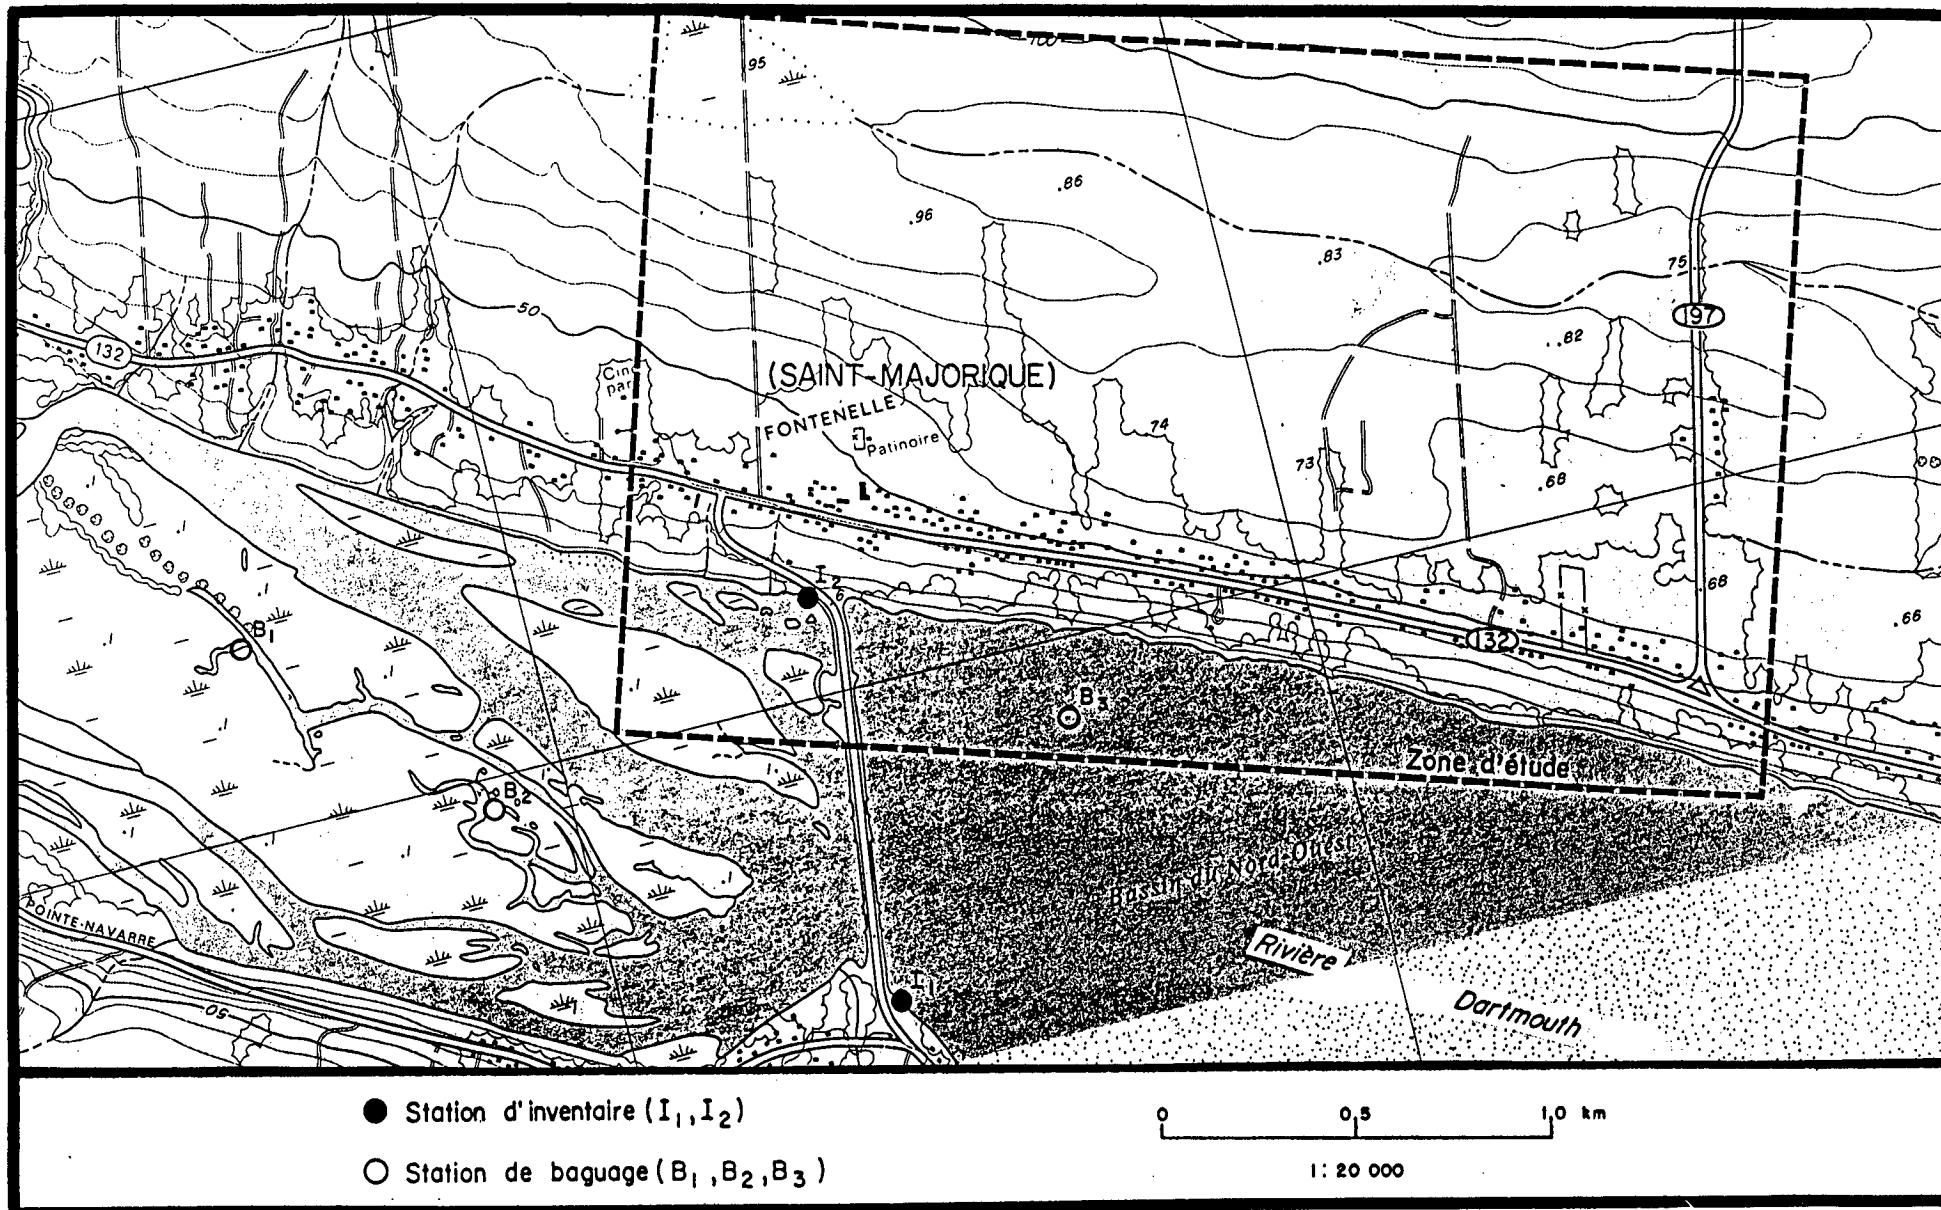 100
95
.86
.96
.83
75
50
197
.82
132
(SAINT-MAJORIQUE)
FONTENELLE
Patinoire
74
73
.68
I2
68
.66
B1
132
B3
Zone d'étude
B2
Bassin du Nord-Ouest
POINTE-NAVARRE
Rivière
I1
Dartmouth
50
Station d'inventaire (I1, I2)
0 0,5 1,0 km
Station de baguage (B1, B2, B3)
1: 20 000